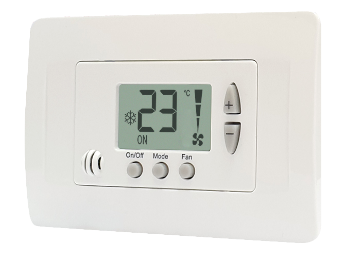 23 °C
ON
On/Off Mode Fan
+
−